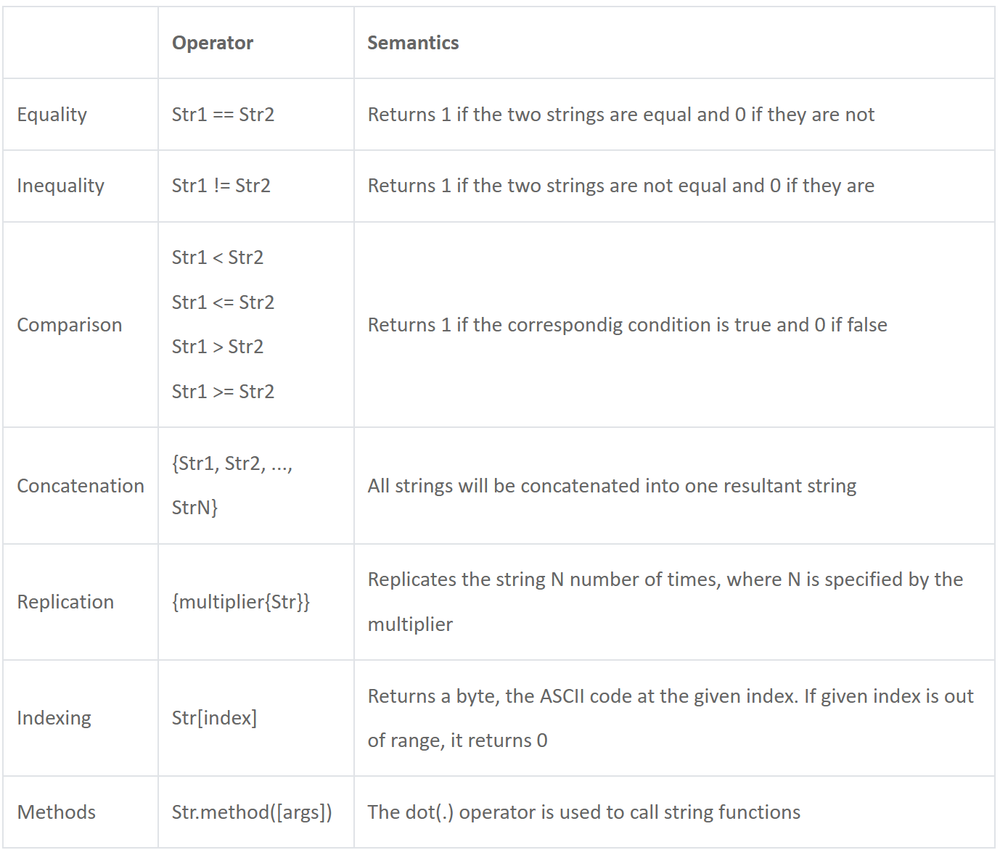 Operator Semantics
Equality Str1 == Str2 Returns 1 if the two strings are equal and 0 if they are not
Inequality Str1 != Str2 Returns 1 if the two strings are not equal and 0 if they are
Comparison
Str1 < Str2
Str1 <= Str2
Str1 > Str2
Str1 >= Str2
Returns 1 if the correspondig condition is true and 0 if false
Concatenation
{Str1, Str2, ...,
StrN}
All strings will be concatenated into one resultant string
Replication
{multiplier{Str}}
Replicates the string N number of times, where N is specified by the
multiplier
Indexing
Str[index]
Returns a byte, the ASCII code at the given index. If given index is out
of range, it returns 0
Methods Str.method([args]) The dot(.) operator is used to call string functions